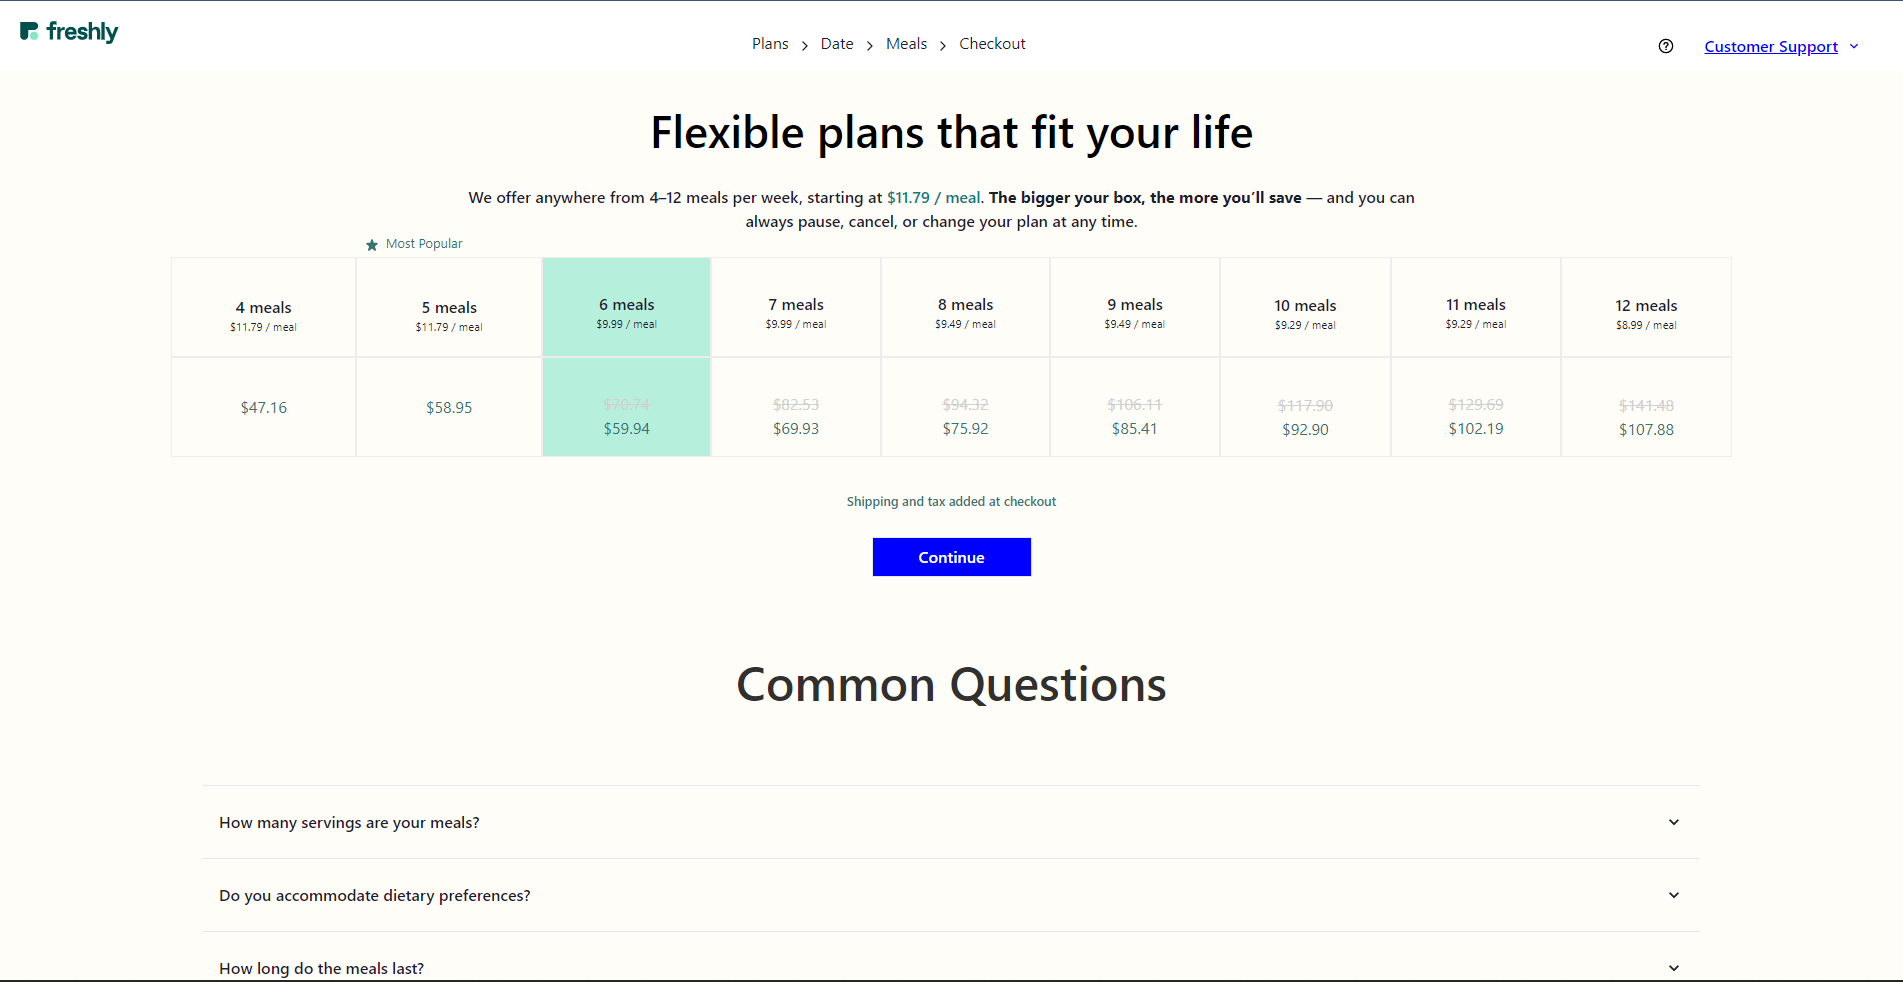 freshly
Plans > Date > Meals > Checkout
Customer Support
Flexible plans that fit your life
We offer anywhere from 4–12 meals per week, starting at $11.79 / meal. The bigger your box, the more you’ll save — and you can
always pause, cancel, or change your plan at any time.
Most Popular
4 meals 5 meals 6 meals 7 meals 8 meals 9 meals 10 meals 11 meals 12 meals
$11.79 / meal $11.79 / meal $9.99 / meal $9.99 / meal $9.49 / meal $9.49 / meal $9.29 / meal $9.29 / meal $8.99 / meal
$70.74 $82.53 $94.32 $106.11 $117.90 $129.69 $141.48
$47.16 $58.95 $59.94 $69.93 $75.92 $85.41 $92.90 $102.19 $107.88
Shipping and tax added at checkout
Continue
Common Questions
How many servings are your meals?
Do you accommodate dietary preferences?
How long do the meals last?